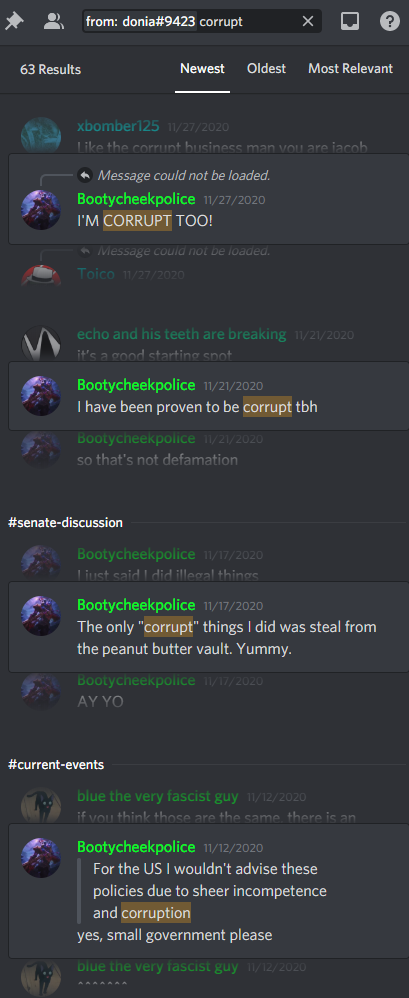 from: donia#9423 corrupt
63 Results
Newest
Oldest
Most Relevant
xbomber125 11/27/2020
Like the corrupt business man you are jacob
Message could not be loaded.
Bootycheekpolice 11/27/2020
I'M CORRUPT TOO!
Message could not be loaded.
Toico 11/27/2020
echo and his teeth are breaking 11/21/2020
it's a good starting spot
Bootycheekpolice 11/21/2020
I have been proven to be corrupt tbh
Bootycheekpolice 11/21/2020
so that's not defamation
#senate-discussion
Bootycheekpolice 11/17/2020
I just said I did illegal things
Bootycheekpolice 11/17/2020
The only "corrupt" things I did was steal from
the peanut butter vault. Yummy.
Bootycheekpolice 11/17/2020
AY YO
#current-events
blue the very fascist guy 11/12/2020
if you think those are the same, there is an
Bootycheekpolice 11/12/2020
For the US I wouldn't advise these
policies due to sheer incompetence
and corruption
yes, small government please
blue the very fascist guy 11/12/2020
^^^^^^^